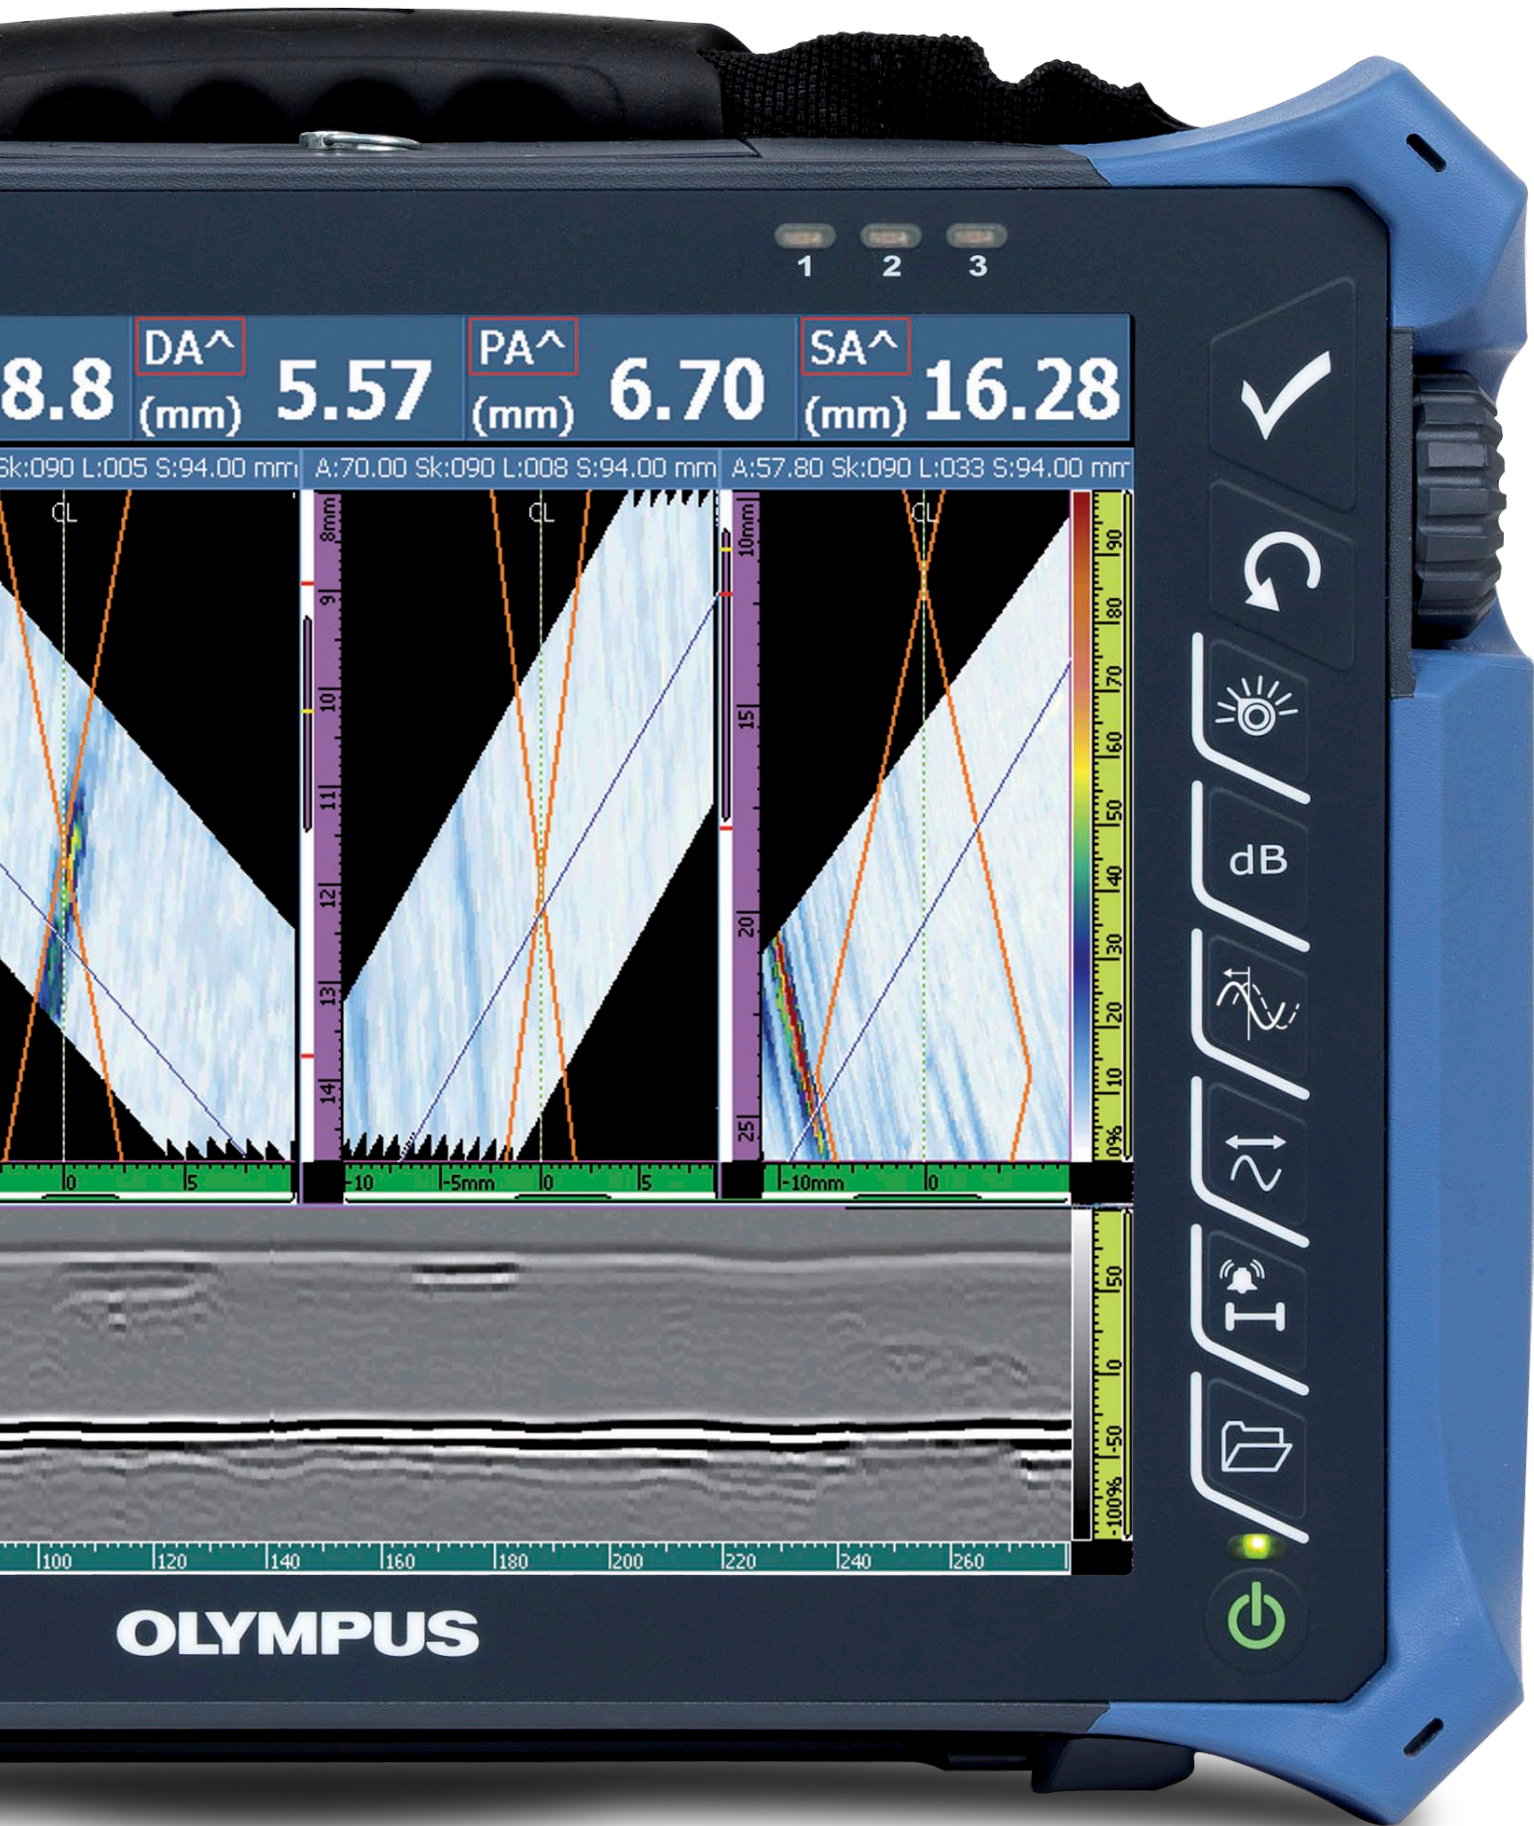 1 2 3
8.8 DA^ (mm) 5.57 PA^ (mm) 6.70 SA^ (mm) 16.28
Sk:090 L:005 S:94.00 mm A:70.00 Sk:090 L:008 S:94.00 mm A:57.80 Sk:090 L:033 S:94.00 mm
CL CL CL
8mm 9 10 11 12 13 14
10mm 15 20 25
90 80 70 60 50 40 30 20 10 0%
dB
0 5 -10 -5mm 0 5 -10mm 0
50 0 -50 -100%
100 120 140 160 180 200 220 240 260
OLYMPUS